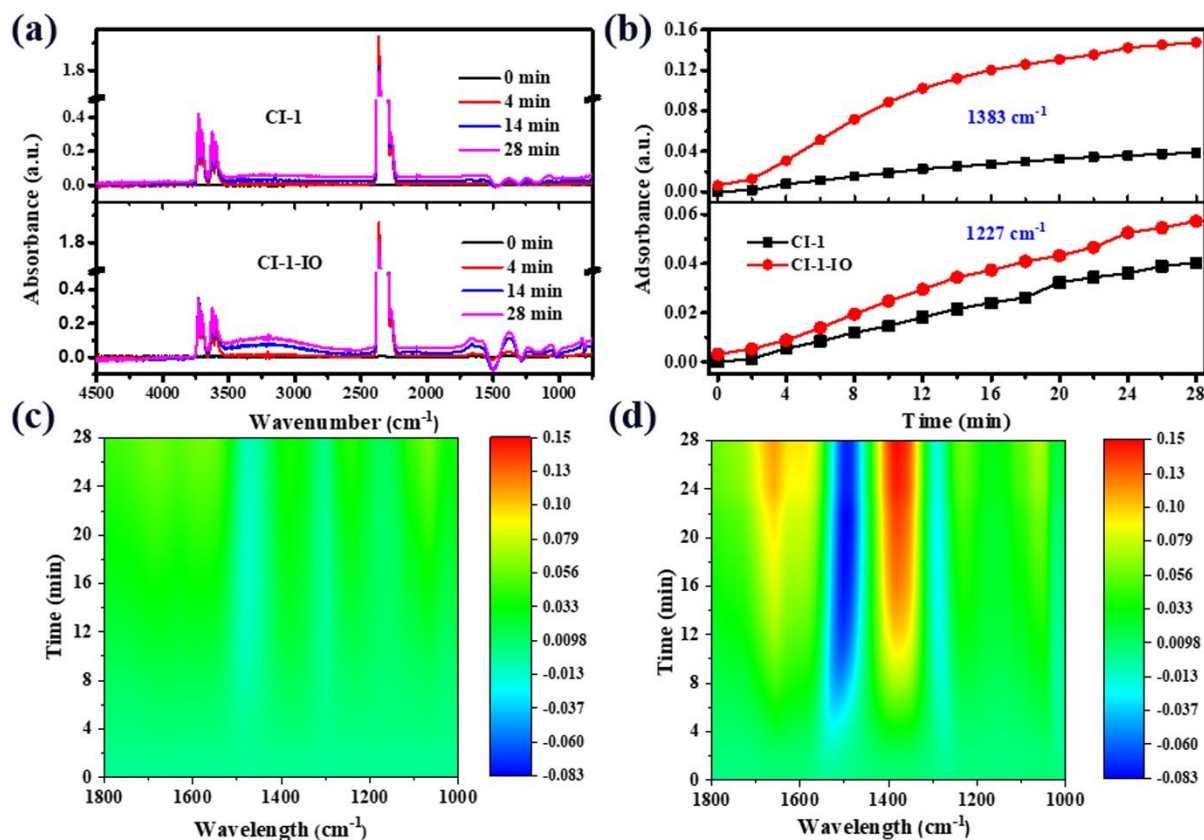 (a)
1.8
0.4
0.2
0.0
CI-1
0 min
4 min
14 min
28 min
1.8
0.4
0.2
0.0
CI-1-IO
0 min
4 min
14 min
28 min
Absorbance (a.u.)
4500 4000 3500 3000 2500 2000 1500 1000
Wavenumber (cm-1)
(b)
0.16
0.12
0.08
0.04
0.00
1383 cm-1
0.06
0.04
0.02
0.00
1227 cm-1
CI-1
CI-1-IO
Adsorbance (a.u.)
0 4 8 12 16 20 24 28
Time (min)
(c)
28
24
20
16
12
8
4
0
Time (min)
1800 1600 1400 1200 1000
Wavelength (cm-1)
0.15
0.13
0.10
0.080
0.056
0.033
0.0098
-0.013
-0.037
-0.060
-0.083
(d)
28
24
20
16
12
8
4
0
Time (min)
1800 1600 1400 1200 1000
Wavelength (cm-1)
0.15
0.13
0.10
0.080
0.056
0.033
0.0098
-0.013
-0.037
-0.060
-0.083